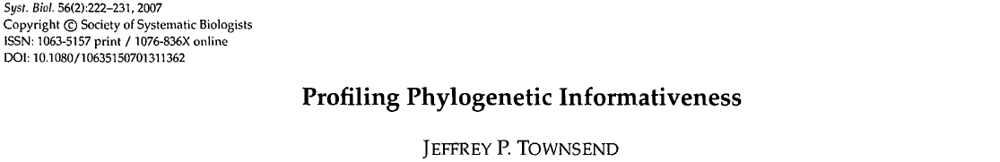 Syst. Biol. 56(2):222–231, 2007
Copyright © Society of Systematic Biologists
ISSN: 1063-5157 print / 1076-836X online
DOI: 10.1080/10635150701311362
Profiling Phylogenetic Informativeness
JEFFREY P. TOWNSEND